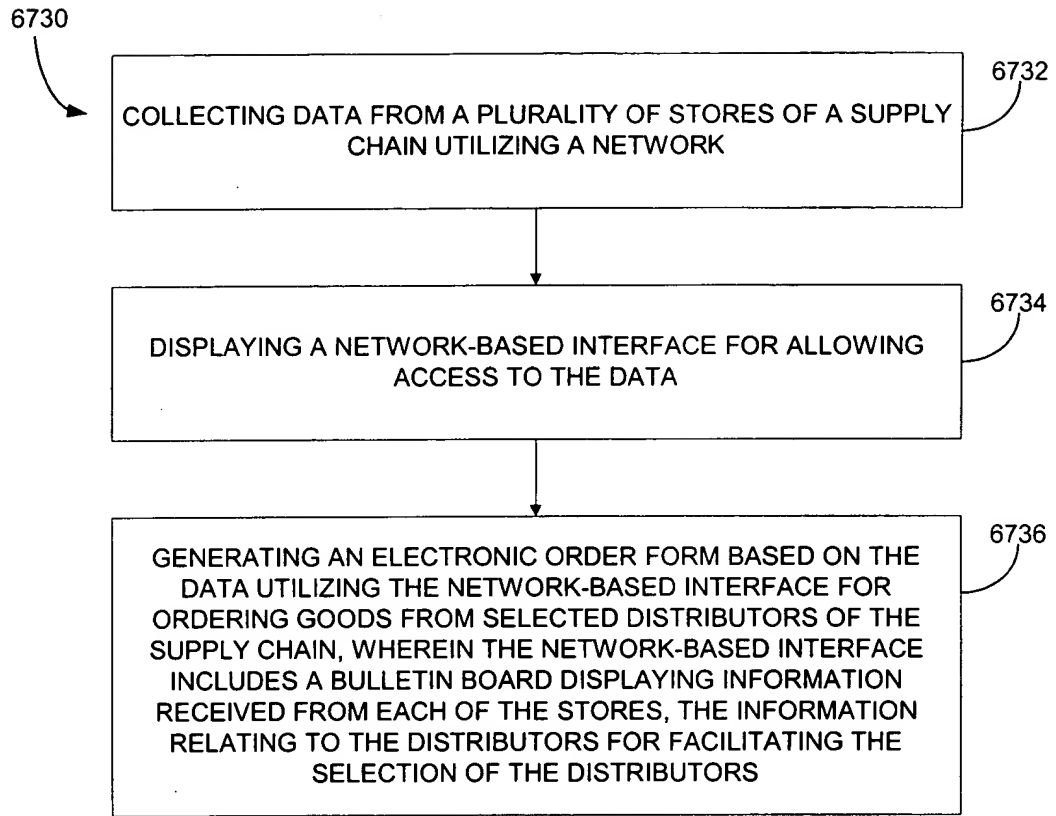 6730
6732
COLLECTING DATA FROM A PLURALITY OF STORES OF A SUPPLY
CHAIN UTILIZING A NETWORK
6734
DISPLAYING A NETWORK-BASED INTERFACE FOR ALLOWING
ACCESS TO THE DATA
6736
GENERATING AN ELECTRONIC ORDER FORM BASED ON THE
DATA UTILIZING THE NETWORK-BASED INTERFACE FOR
ORDERING GOODS FROM SELECTED DISTRIBUTORS OF THE
SUPPLY CHAIN, WHEREIN THE NETWORK-BASED INTERFACE
INCLUDES A BULLETIN BOARD DISPLAYING INFORMATION
RECEIVED FROM EACH OF THE STORES, THE INFORMATION
RELATING TO THE DISTRIBUTORS FOR FACILITATING THE
SELECTION OF THE DISTRIBUTORS